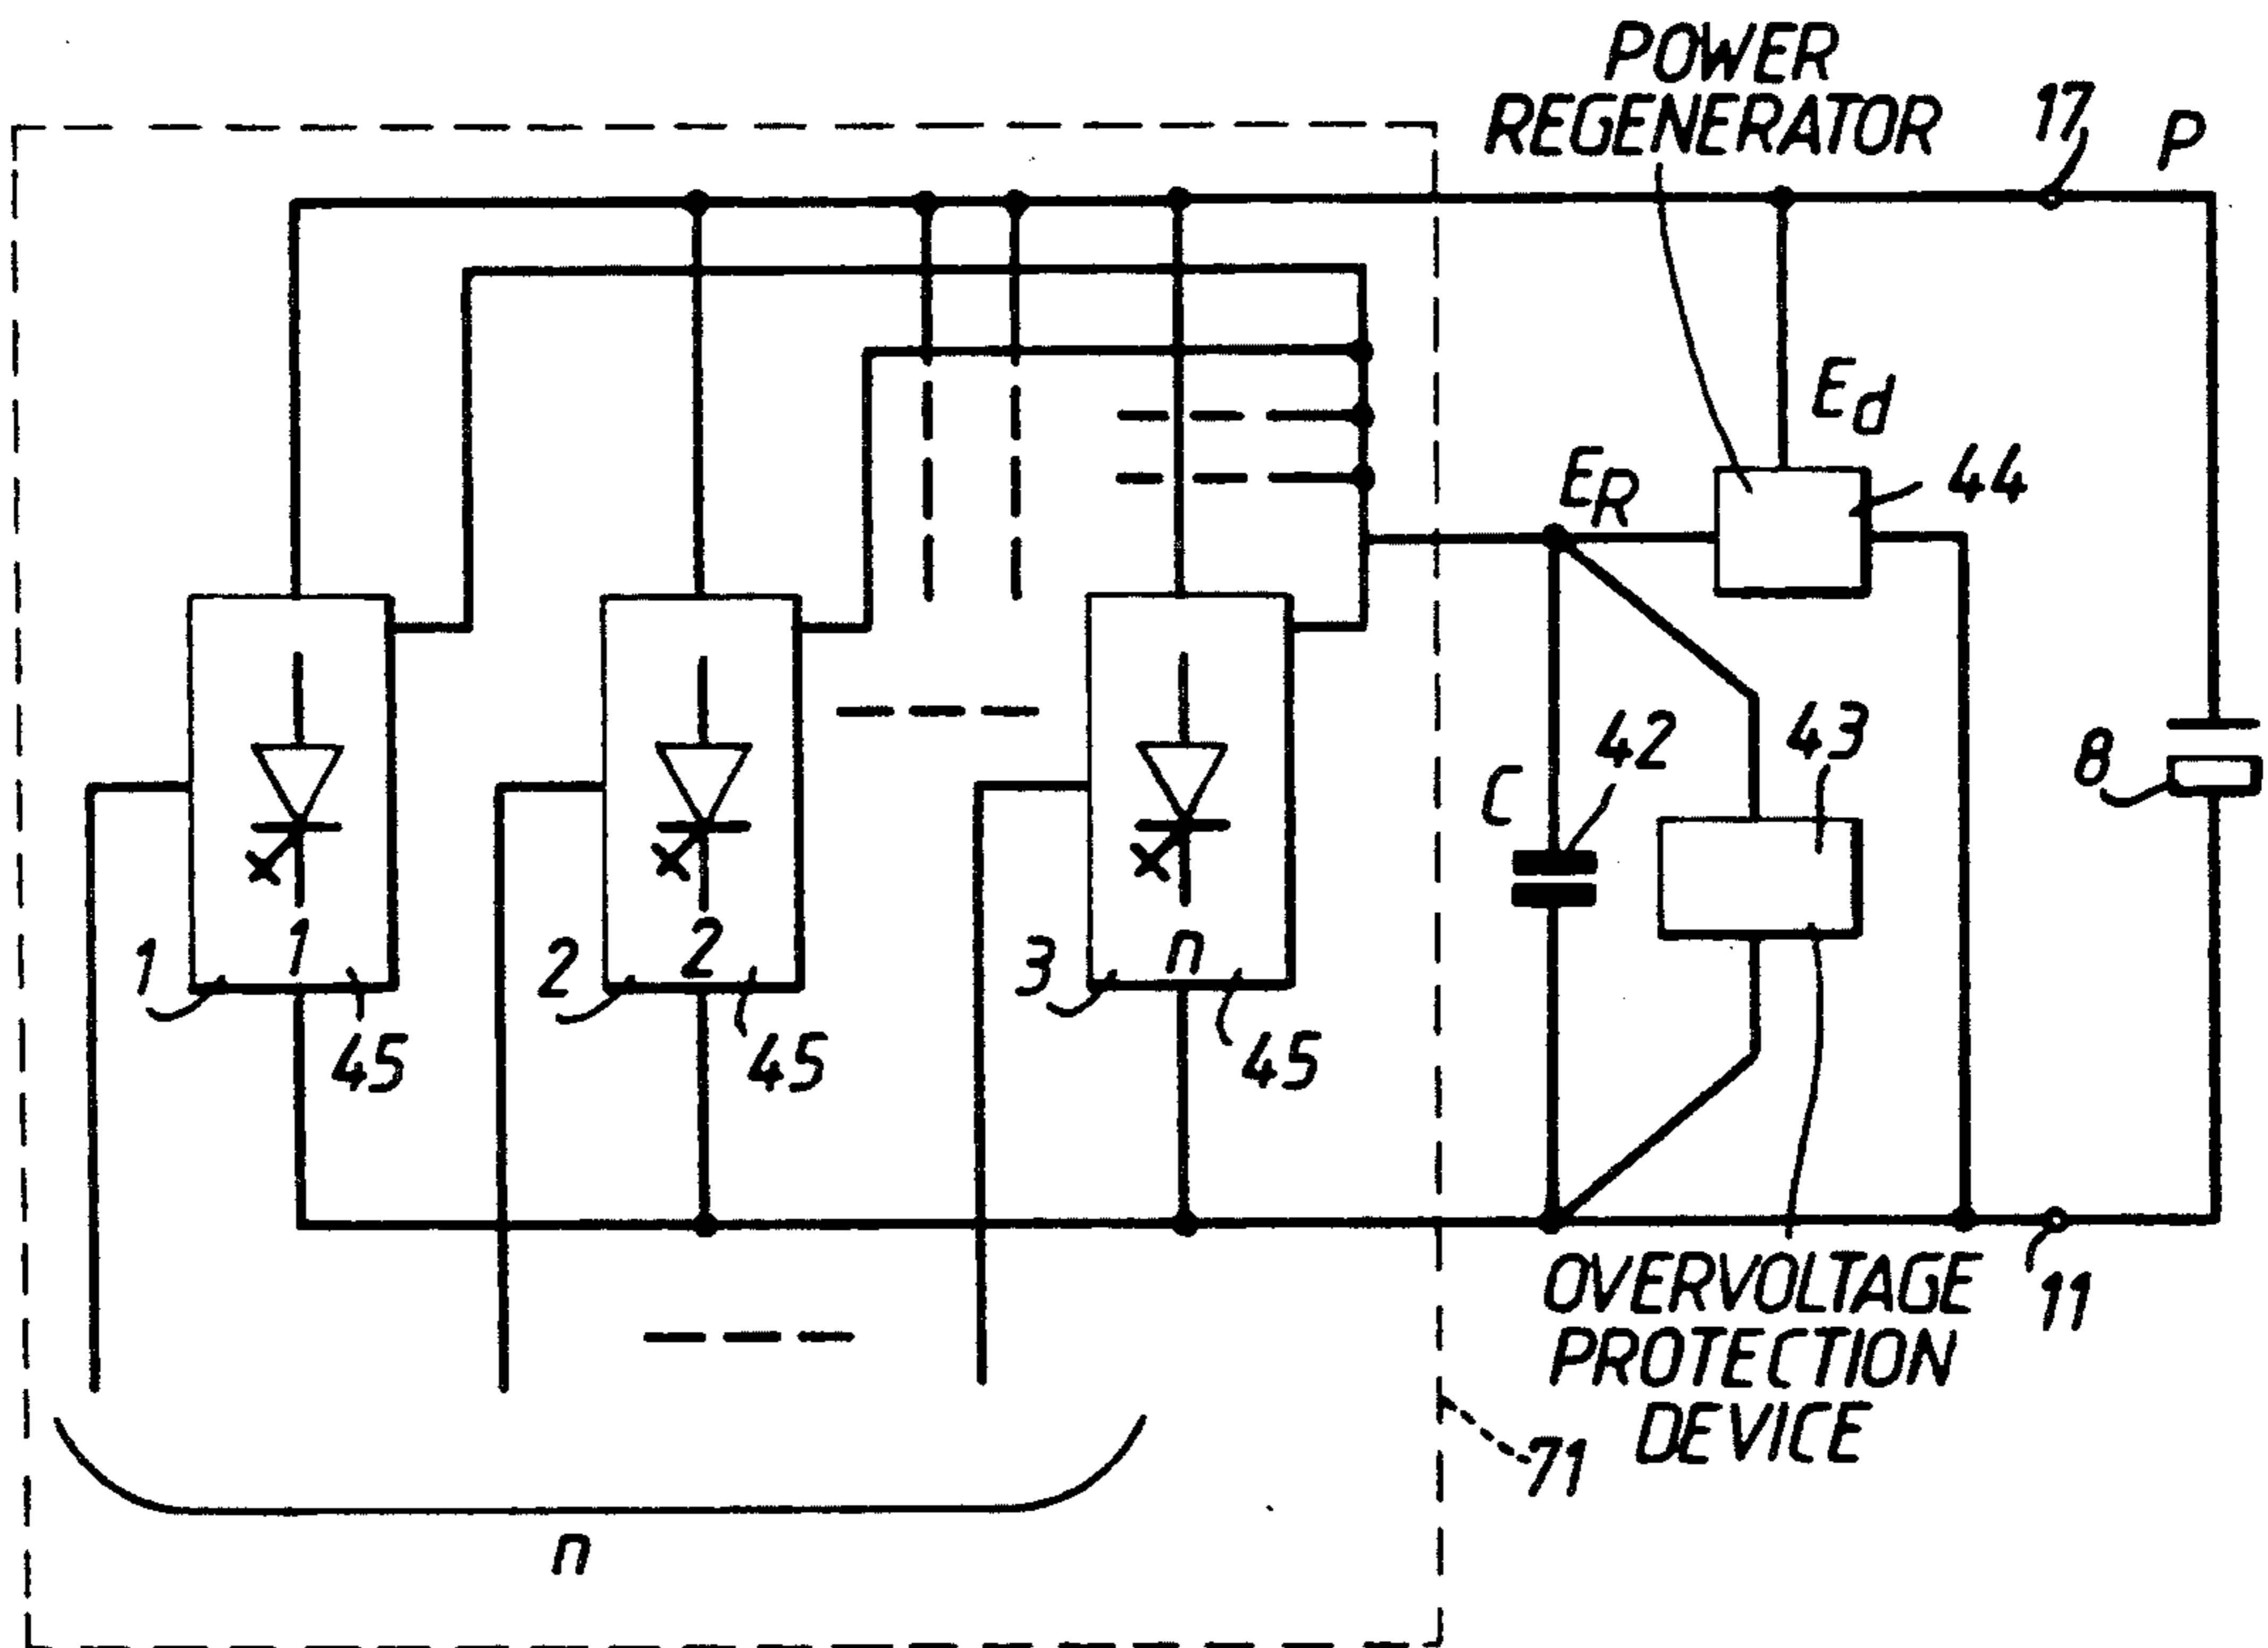 POWER
REGENERATOR
17
P
Ed
44
ER
C
42
43
8
1
1
45
2
2
45
3
n
45
OVERVOLTAGE
PROTECTION
DEVICE
11
71
n